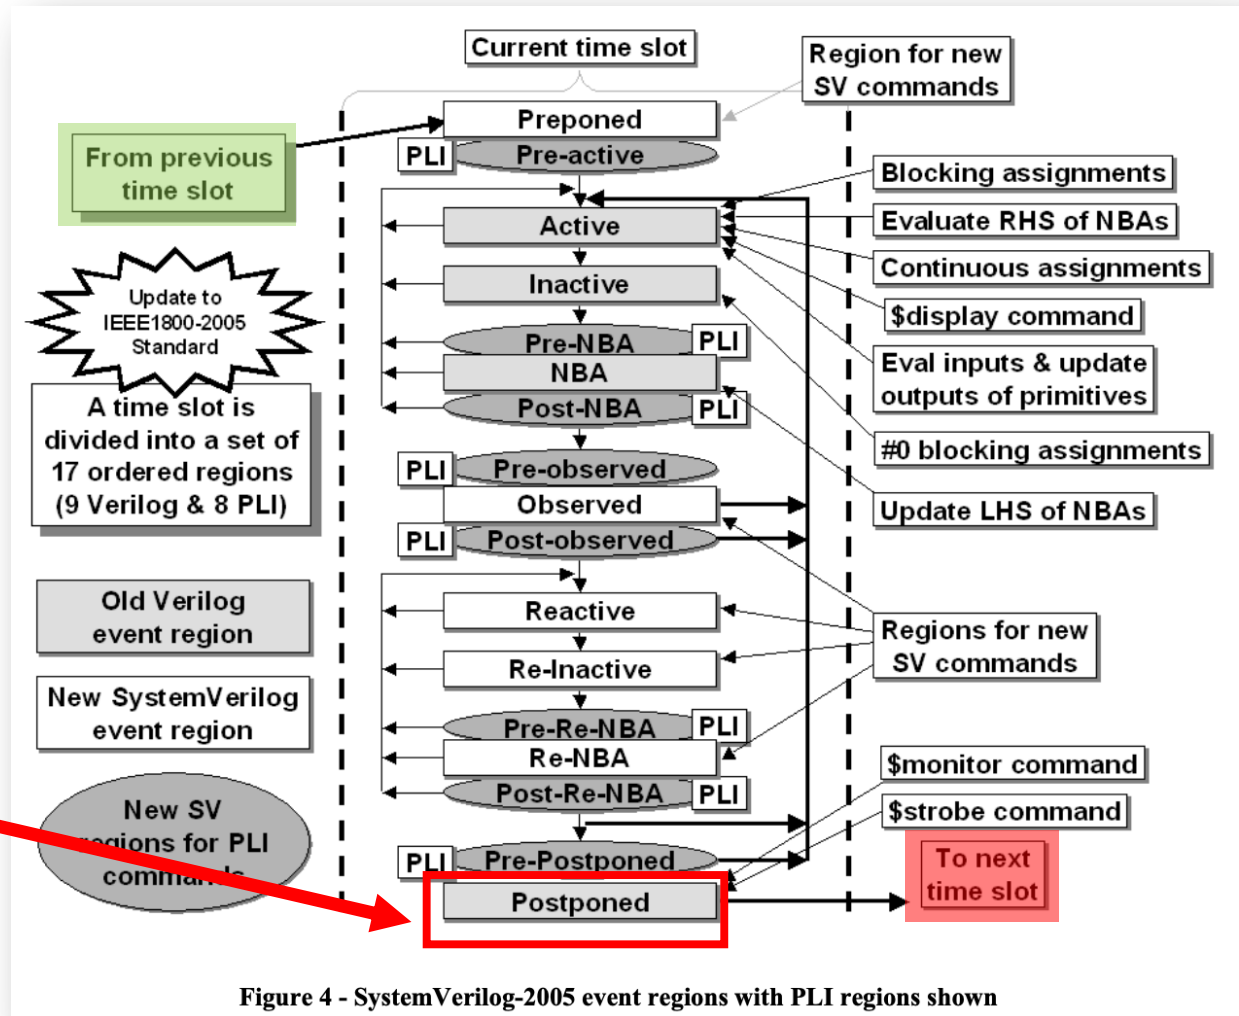 Current time slot
Region for new
SV commands
Preponed
From previous
time slot
PLI
Pre-active
Blocking assignments
Active
Evaluate RHS of NBAs
Continuous assignments
Inactive
Update to
IEEE1800-2005
Standard
$display command
Pre-NBA
PLI
NBA
Eval inputs & update
outputs of primitives
Post-NBA
PLI
A time slot is
divided into a set of
17 ordered regions
(9 Verilog & 8 PLI)
#0 blocking assignments
PLI
Pre-observed
Observed
Update LHS of NBAs
PLI
Post-observed
Old Verilog
event region
Reactive
Regions for new
SV commands
Re-Inactive
New SystemVerilog
event region
Pre-Re-NBA
PLI
Re-NBA
$monitor command
Post-Re-NBA
PLI
$strobe command
New SV
regions for PLI
commands
PLI
Pre-Postponed
To next
time slot
Postponed
Figure 4 - SystemVerilog-2005 event regions with PLI regions shown